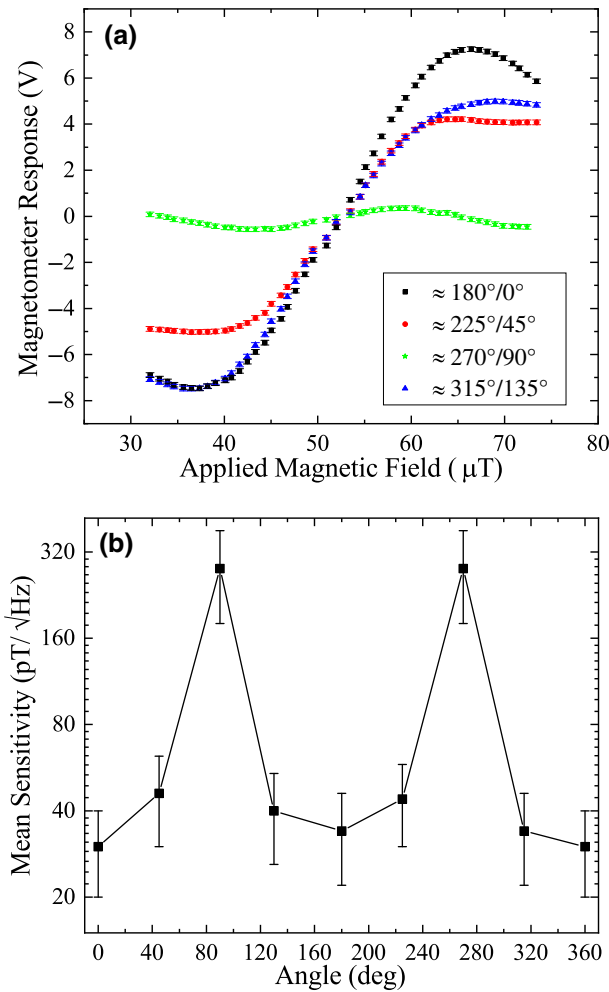 (a)
8
6
4
2
0
−2
−4
−6
−8
Magnetometer Response (V)
≈ 180°/0°
≈ 225°/45°
≈ 270°/90°
≈ 315°/135°
30 40 50 60 70 80
Applied Magnetic Field ( μT)
(b)
320
160
80
40
20
Mean Sensitivity (pT/ √Hz)
0 40 80 120 160 200 240 280 320 360
Angle (deg)